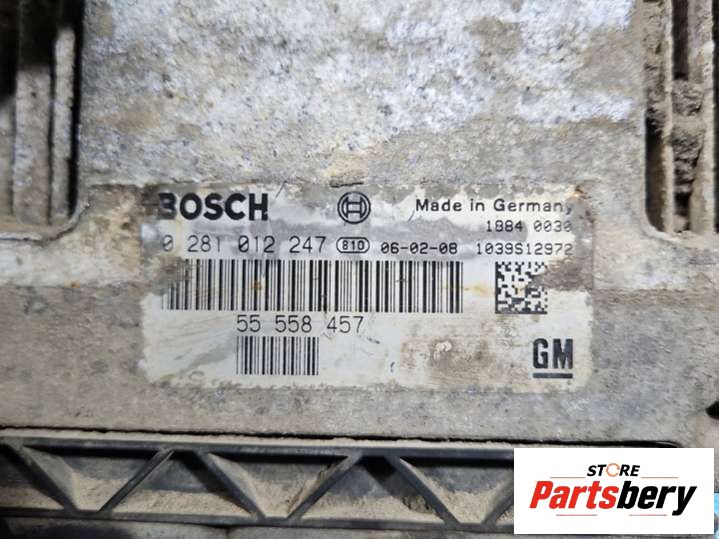 BOSCH Made in Germany
1884 0030
0 281 012 247 810 06-02-08 1039S12972
55 558 457
GM
STORE
Partsbery